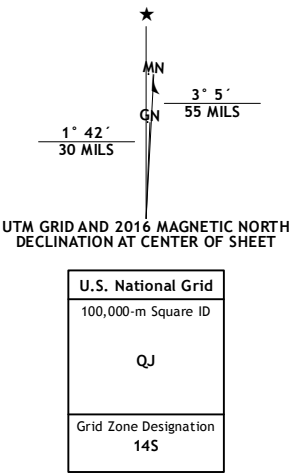 ★
MN
GN
3° 5´
55 MILS
1° 42´
30 MILS
UTM GRID AND 2016 MAGNETIC NORTH
DECLINATION AT CENTER OF SHEET
U.S. National Grid
100,000-m Square ID
QJ
Grid Zone Designation
14S